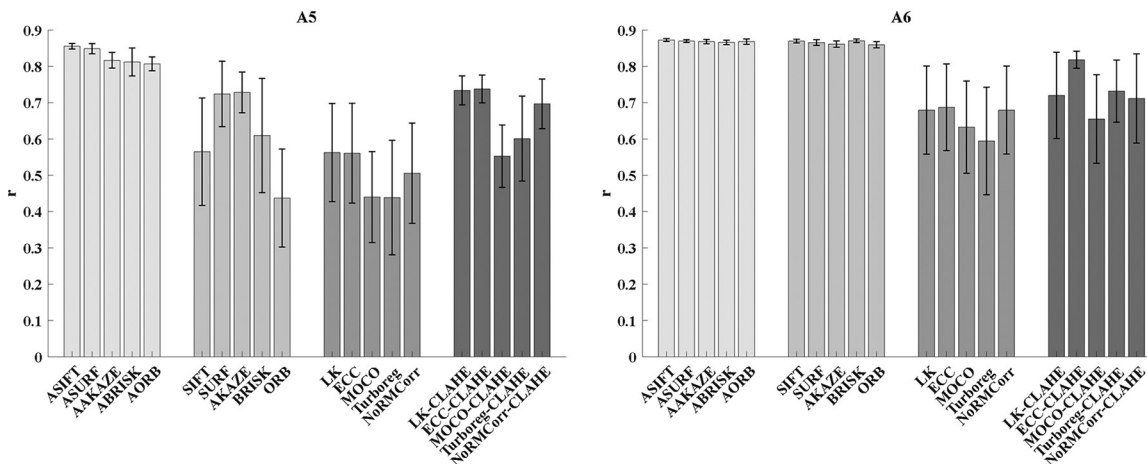 A5
0.9
0.8
0.7
0.6
0.5
0.4
0.3
0.2
0.1
0
r
ASIFT
ASURF
AAKAZE
ABRISK
AORB
SIFT
SURF
AKAZE
BRISK
ORB
LK
ECC
MOCO
Turboreg
NoRMCorr
LK-CLAHE
ECC-CLAHE
MOCO-CLAHE
Turboreg-CLAHE
NoRMCorr-CLAHE
A6
0.9
0.8
0.7
0.6
0.5
0.4
0.3
0.2
0.1
0
r
ASIFT
ASURF
AAKAZE
ABRISK
AORB
SIFT
SURF
AKAZE
BRISK
ORB
LK
ECC
MOCO
Turboreg
NoRMCorr
LK-CLAHE
ECC-CLAHE
MOCO-CLAHE
Turboreg-CLAHE
NoRMCorr-CLAHE